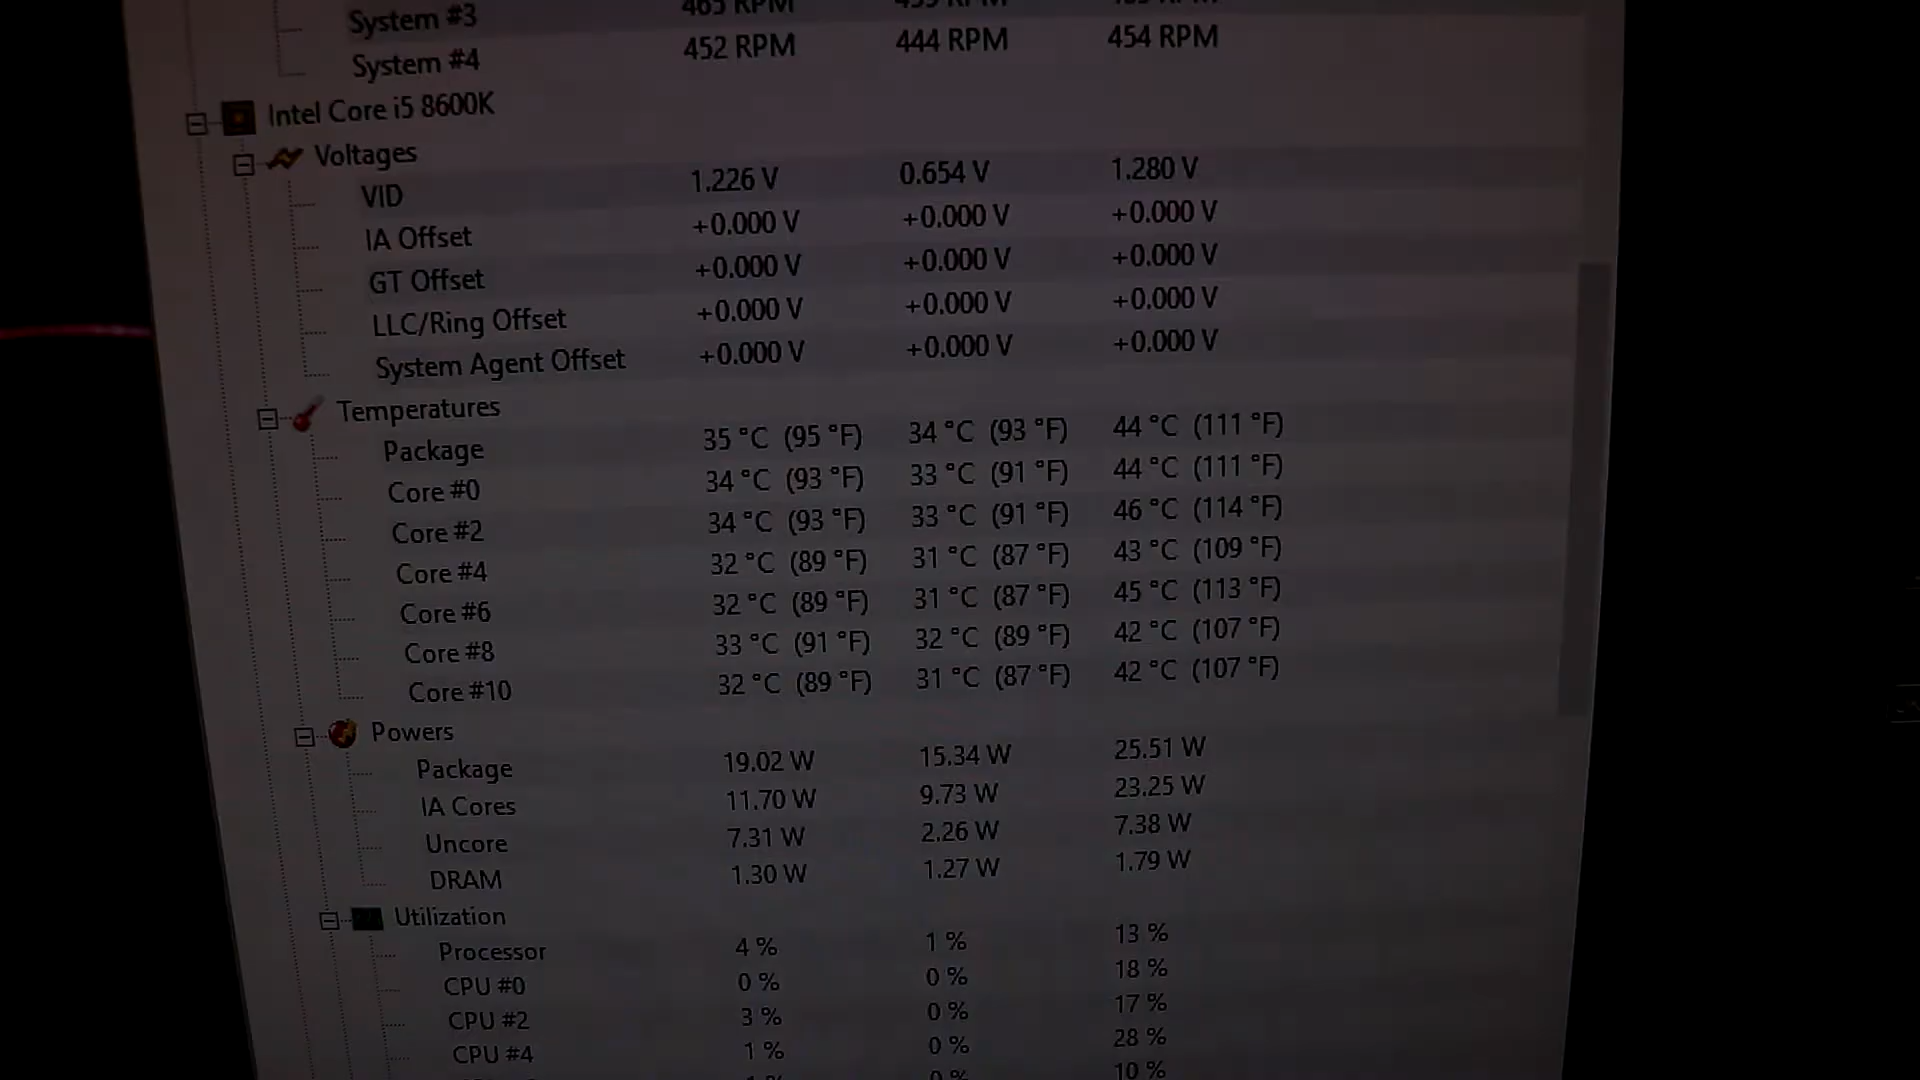 System #3 465 RPM
System #4 452 RPM 444 RPM 454 RPM
Intel Core i5 8600K
Voltages
VID 1.226 V 0.654 V 1.280 V
IA Offset +0.000 V +0.000 V +0.000 V
GT Offset +0.000 V +0.000 V +0.000 V
LLC/Ring Offset +0.000 V +0.000 V +0.000 V
System Agent Offset +0.000 V +0.000 V +0.000 V
Temperatures
Package 35 °C (95 °F) 34 °C (93 °F) 44 °C (111 °F)
Core #0 34 °C (93 °F) 33 °C (91 °F) 44 °C (111 °F)
Core #2 34 °C (93 °F) 33 °C (91 °F) 46 °C (114 °F)
Core #4 32 °C (89 °F) 31 °C (87 °F) 43 °C (109 °F)
Core #6 32 °C (89 °F) 31 °C (87 °F) 45 °C (113 °F)
Core #8 33 °C (91 °F) 32 °C (89 °F) 42 °C (107 °F)
Core #10 32 °C (89 °F) 31 °C (87 °F) 42 °C (107 °F)
Powers
Package 19.02 W 15.34 W 25.51 W
IA Cores 11.70 W 9.73 W 23.25 W
Uncore 7.31 W 2.26 W 7.38 W
DRAM 1.30 W 1.27 W 1.79 W
Utilization
Processor 4 % 1 % 13 %
CPU #0 0 % 0 % 18 %
CPU #2 3 % 0 % 17 %
CPU #4 1 % 0 % 28 %
1 % 0 % 10 %